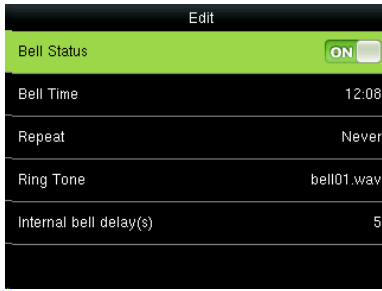 Edit
Bell Status ON
Bell Time 12:08
Repeat Never
Ring Tone bell01.wav
Internal bell delay(s) 5